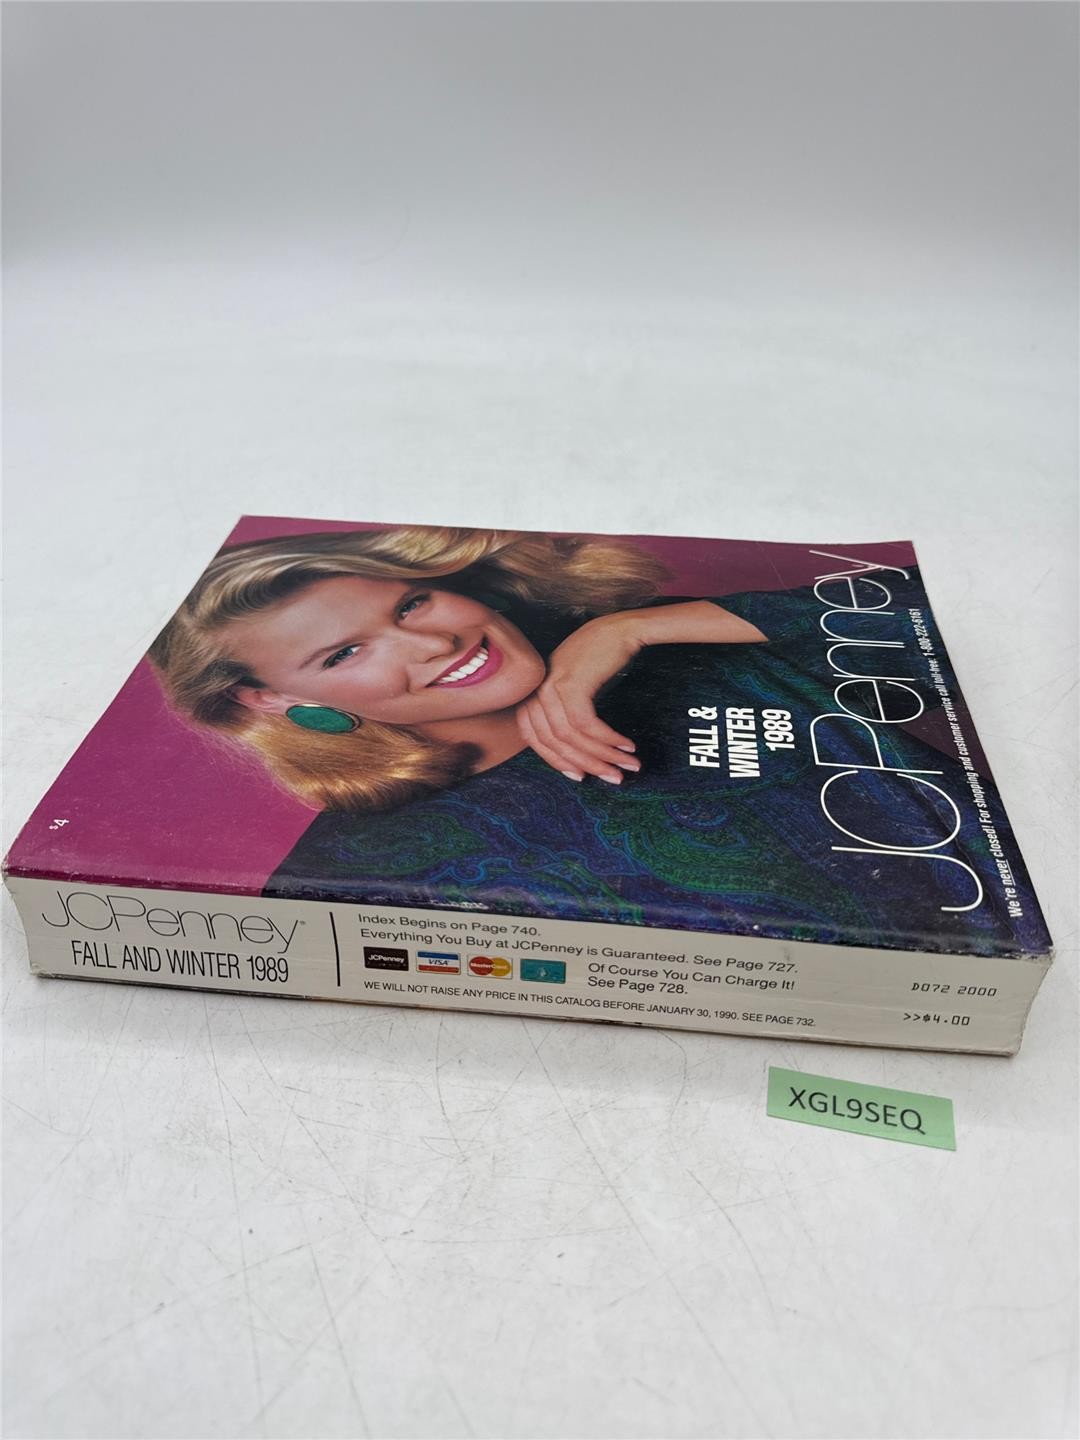 $4
FALL &
WINTER
1989
JCPenney
We're never closed! For shopping and customer service call toll-free: 1-800-222-6161
JCPenney
FALL AND WINTER 1989
Index Begins on Page 740.
Everything You Buy at JCPenney is Guaranteed. See Page 727.
JCPenney
VISA
MasterCard
Of Course You Can Charge It!
See Page 728.
WE WILL NOT RAISE ANY PRICE IN THIS CATALOG BEFORE JANUARY 30, 1990. SEE PAGE 732.
D072 2000
>>$4.00
XGL9SEQ